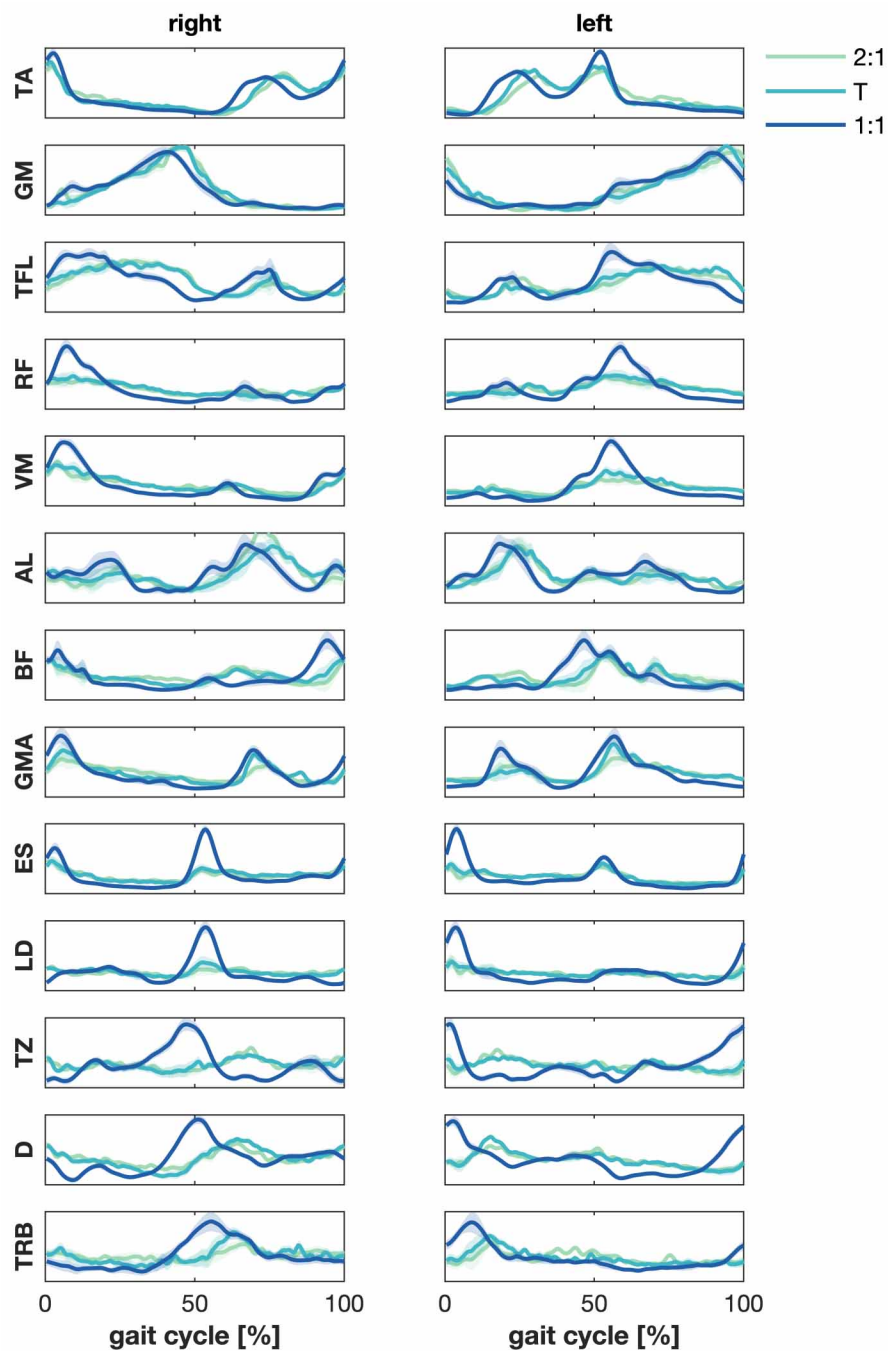 right left
2:1
TA
T
1:1
GM
TFL
RF
VM
AL
BF
GMA
ES
LD
TZ
D
TRB
0 50 100 0 50 100
gait cycle [%] gait cycle [%]